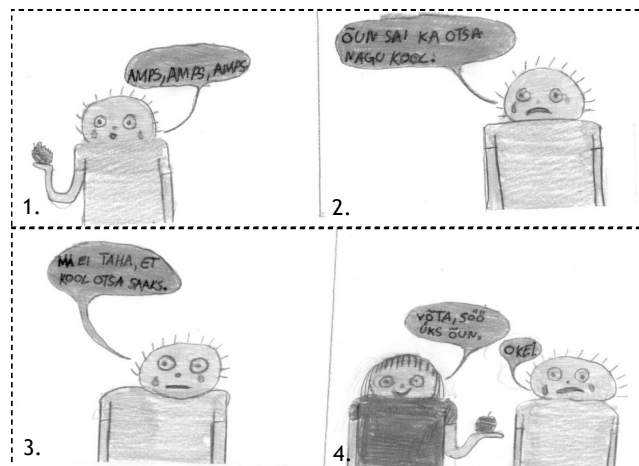 AMPS, AMPS, AMPS
1.
ÕUN SAI KA OTSA
NAGU KOOL.
2.
MA EI TAHA, ET
KOOL OTSA SAAKS.
3.
VÕTA, SÖÖ
ÜKS ÕUN.
OKEI
4.